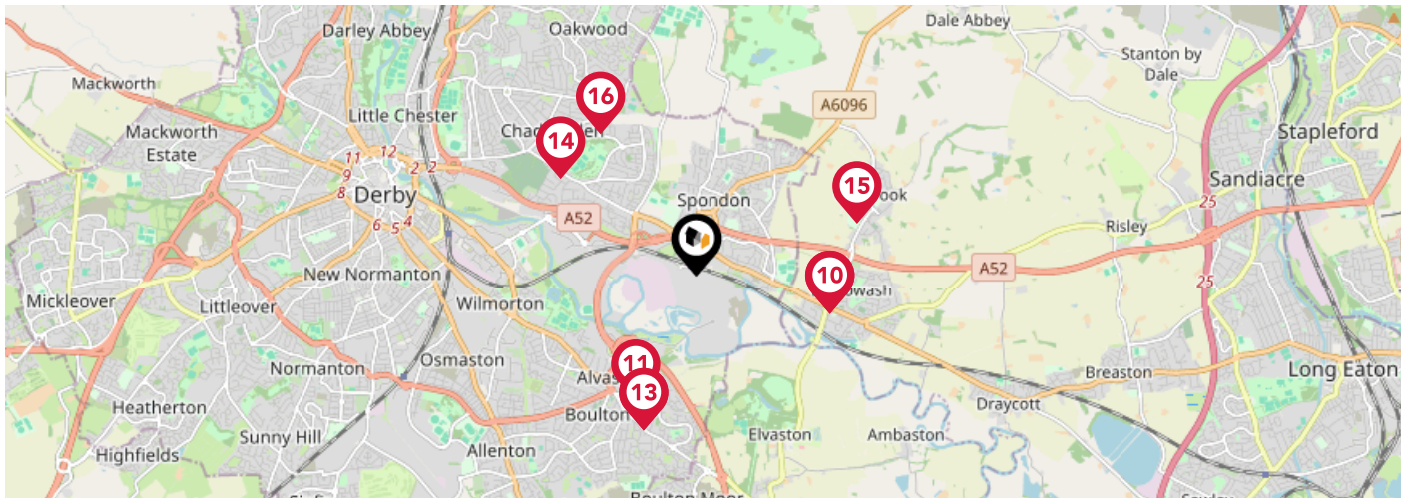 Darley Abbey
Oakwood
Dale Abbey
Stanton by
Dale
Mackworth
16
A6096
Little Chester
Mackworth
Estate
14
Stapleford
11
12
2
2
9
8
Derby
6
5
4
15
Sandiacre
Spondon
25
A52
Risley
New Normanton
10
A52
25
Mickleover
Littleover
Wilmorton
Osmaston
11
Normanton
13
Breaston
Long Eaton
Heatherton
Boulton
Draycott
Sunny Hill
Allenton
Elvaston
Ambaston
Highfields
Boulton Moor